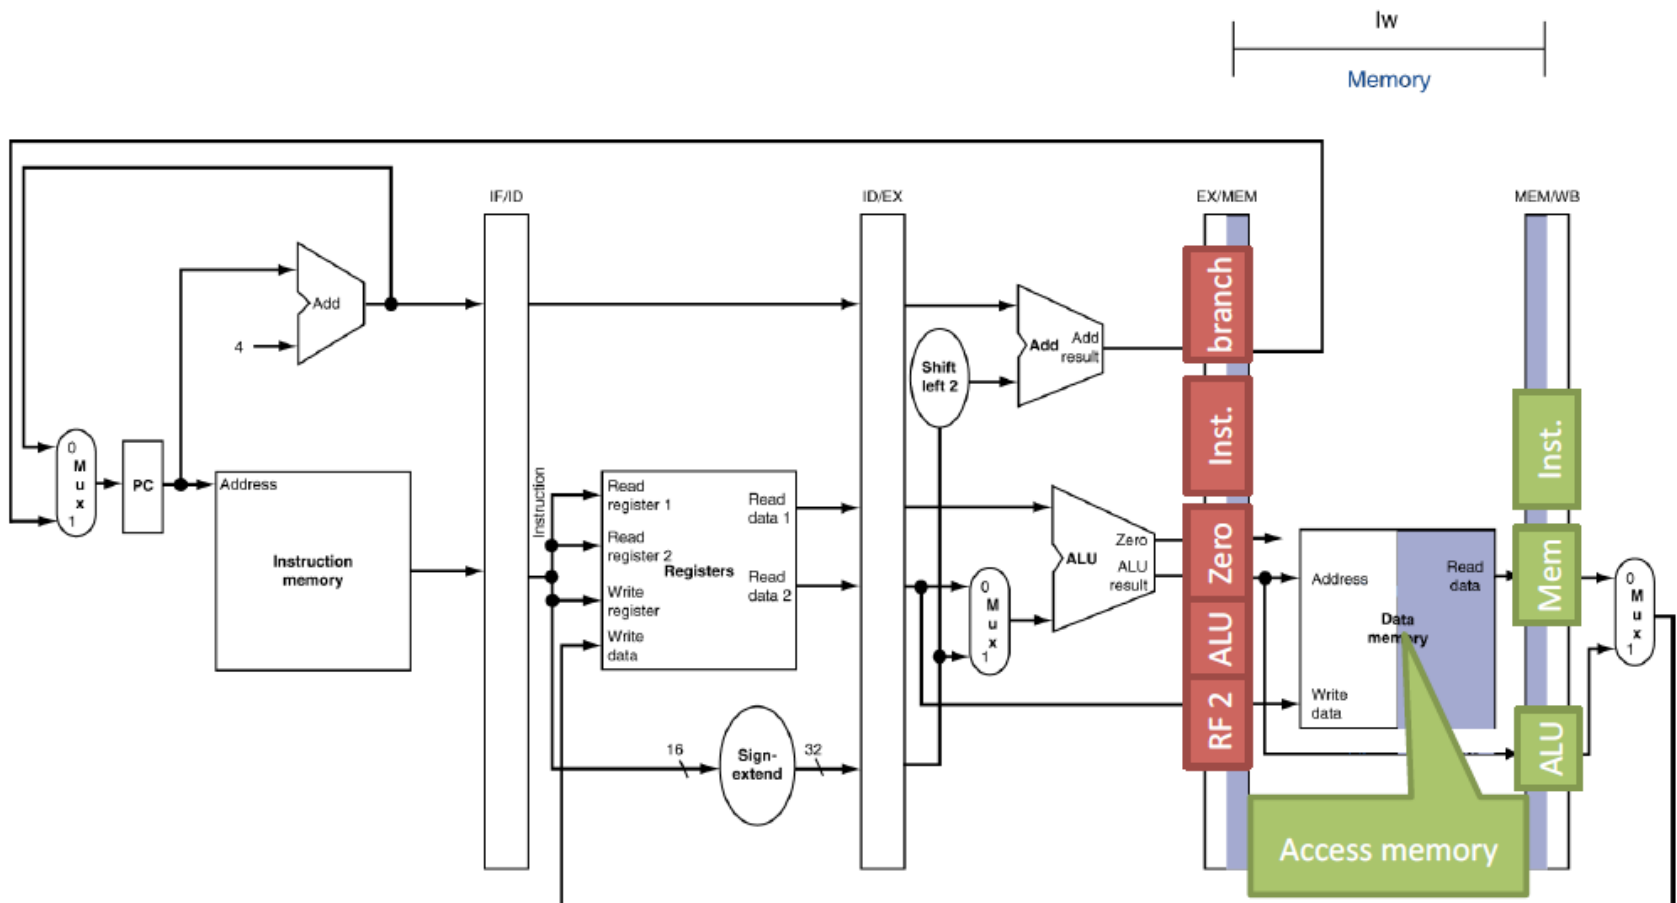 lw
Memory
IF/ID
ID/EX
EX/MEM
MEM/WB
Add
4
branch
Shift
left 2
Add
Add
result
Inst.
Inst.
0
M
u
x
1
PC
Address
Instruction
memory
Instruction
Read
register 1
Read
register 2
Write
register
Write
data
Registers
Read
data 1
Read
data 2
0
M
u
x
1
ALU
Zero
ALU
result
Zero
ALU
RF 2
Address
Read
data
Data
memory
Write
data
Mem
ALU
0
M
u
x
1
16
Sign-
extend
32
Access memory